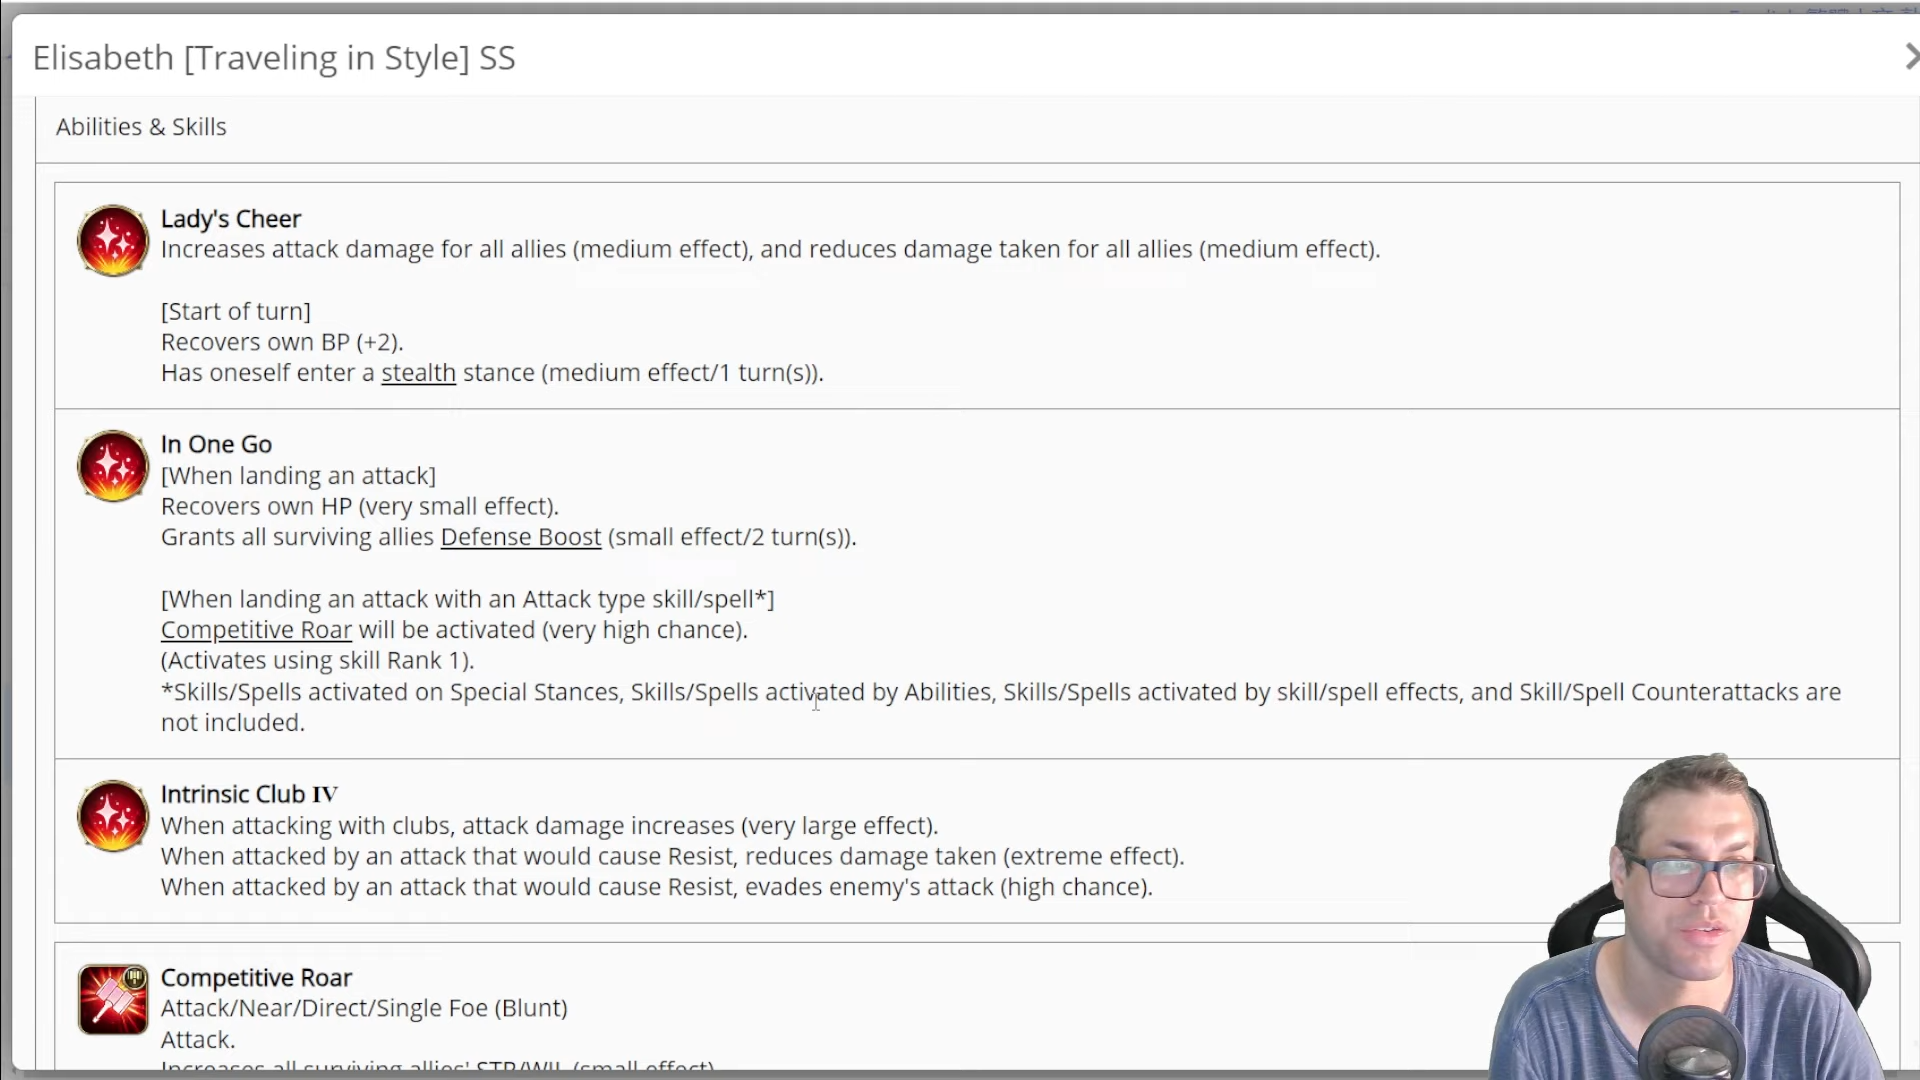 Elisabeth [Traveling in Style] SS
Abilities & Skills
Lady's Cheer
Increases attack damage for all allies (medium effect), and reduces damage taken for all allies (medium effect).
[Start of turn]
Recovers own BP (+2).
Has oneself enter a stealth stance (medium effect/1 turn(s)).
In One Go
[When landing an attack]
Recovers own HP (very small effect).
Grants all surviving allies Defense Boost (small effect/2 turn(s)).
[When landing an attack with an Attack type skill/spell*]
Competitive Roar will be activated (very high chance).
(Activates using skill Rank 1).
*Skills/Spells activated on Special Stances, Skills/Spells activated by Abilities, Skills/Spells activated by skill/spell effects, and Skill/Spell Counterattacks are
not included.
Intrinsic Club IV
When attacking with clubs, attack damage increases (very large effect).
When attacked by an attack that would cause Resist, reduces damage taken (extreme effect).
When attacked by an attack that would cause Resist, evades enemy's attack (high chance).
Competitive Roar
Attack/Near/Direct/Single Foe (Blunt)
Attack.
Increases all surviving allies' STR/WIL (small effect)